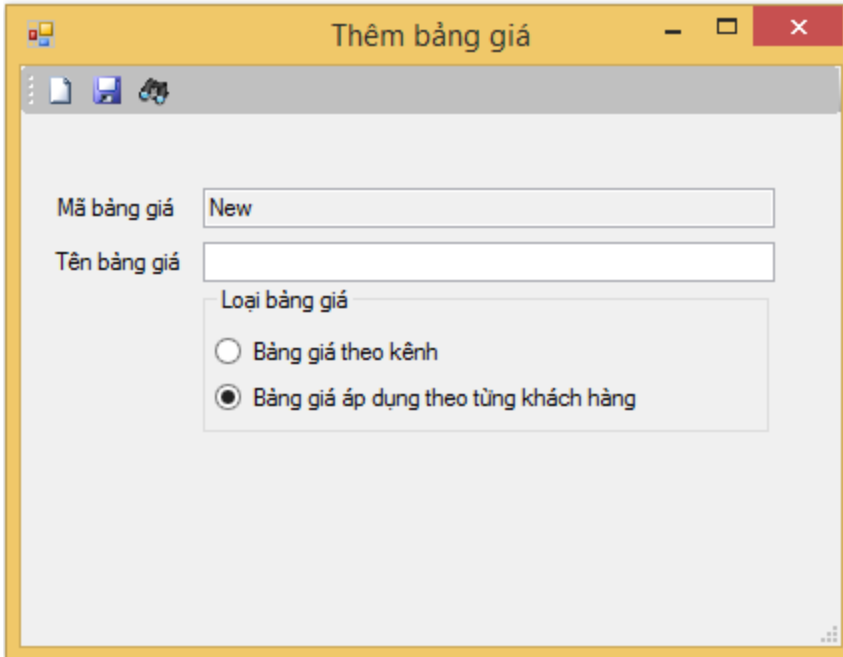 Thêm bảng giá
Mã bảng giá New
Tên bảng giá
Loại bảng giá
Bảng giá theo kênh
Bảng giá áp dụng theo từng khách hàng